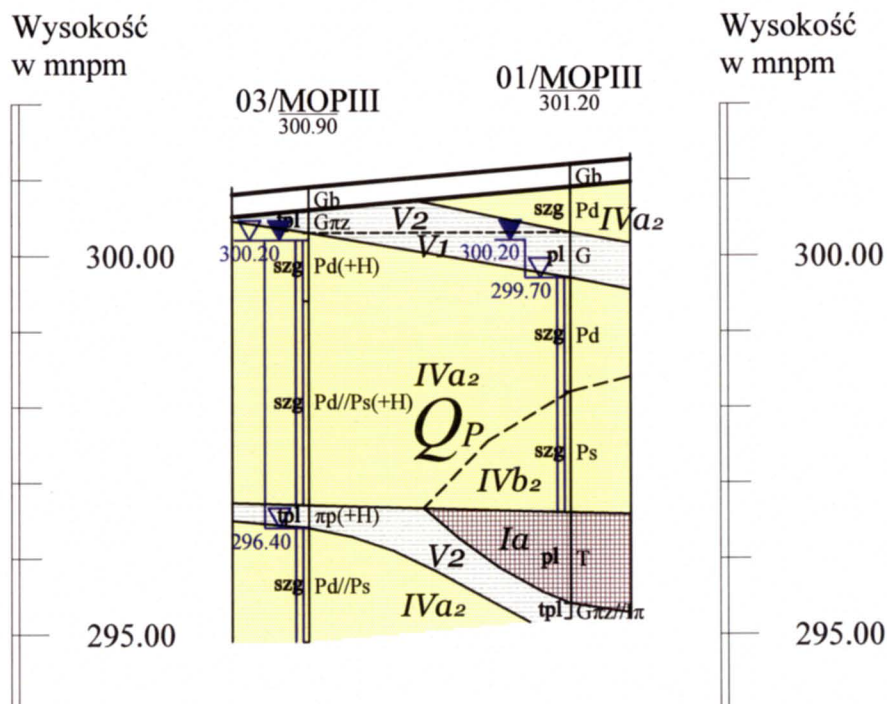 Wysokość
w mnpm
Wysokość
w mnpm
03/MOPIII
300.90
01/MOPIII
301.20
Gb
Gb
szg Pd
IVa2
tpl Gπz
V2
V1
300.20
300.20
pl G
300.00
300.00
szg Pd(+H)
299.70
szg Pd
IVa2
szg Pd//Ps(+H)
QP
szg Ps
IVb2
tpl πp(+H)
296.40
Ia
pl T
V2
szg Pd//Ps
IVa2
tpl Gπz//Iπ
295.00
295.00